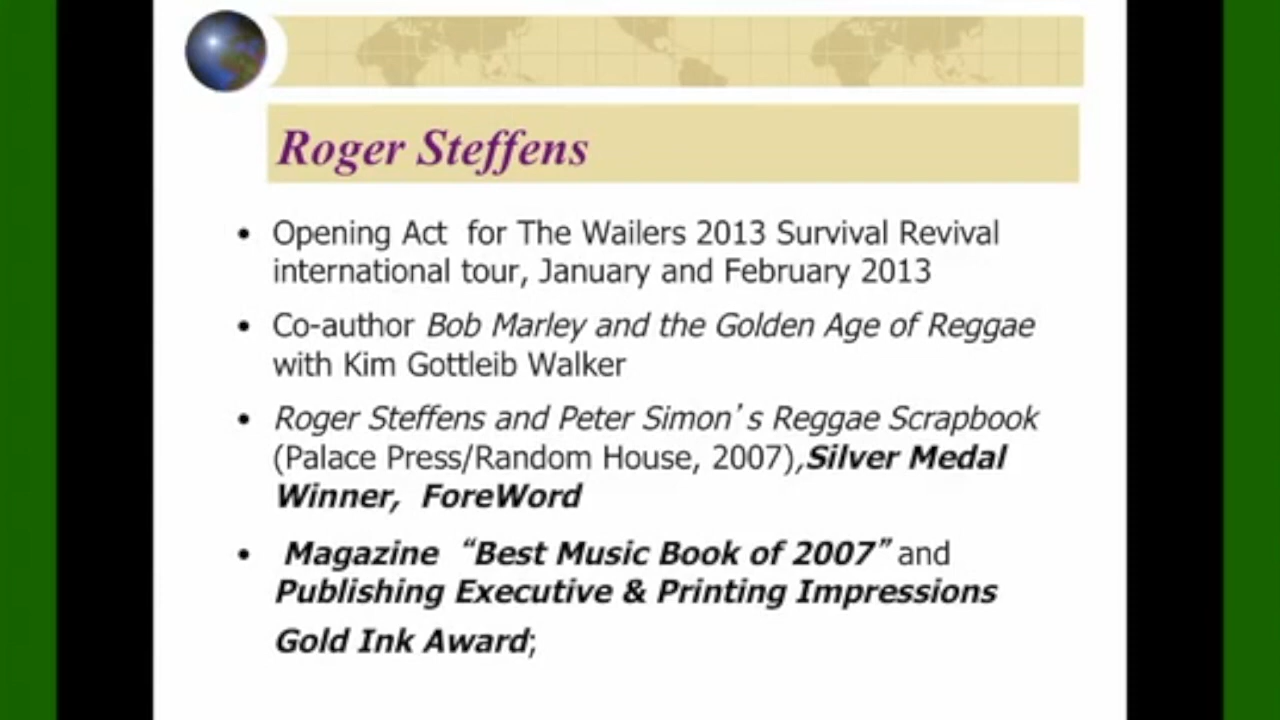 Roger Steffens
• Opening Act for The Wailers 2013 Survival Revival
international tour, January and February 2013
• Co-author Bob Marley and the Golden Age of Reggae
with Kim Gottleib Walker
• Roger Steffens and Peter Simon’s Reggae Scrapbook
(Palace Press/Random House, 2007),Silver Medal
Winner, ForeWord
• Magazine “Best Music Book of 2007” and
Publishing Executive & Printing Impressions
Gold Ink Award;